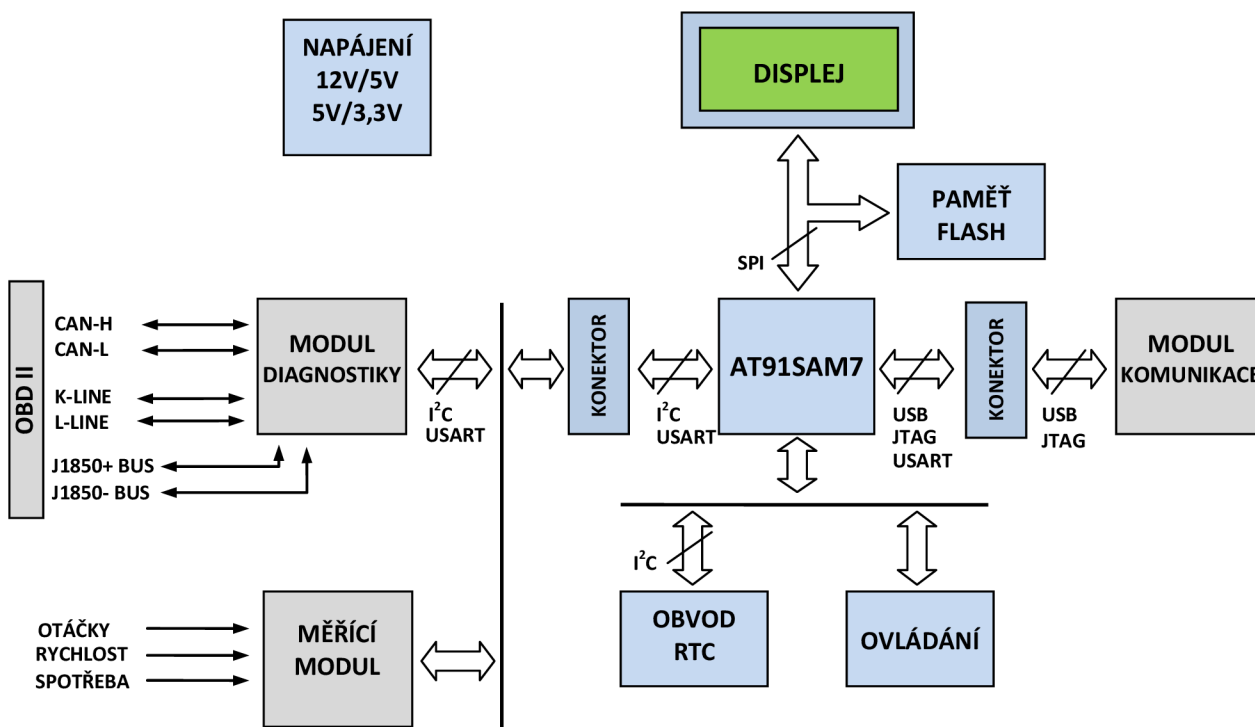 NAPÁJENÍ
12V/5V
5V/3,3V
DISPLEJ
PAMĚŤ
FLASH
SPI
OBD II
CAN-H
CAN-L
K-LINE
L-LINE
J1850+ BUS
J1850- BUS
MODUL
DIAGNOSTIKY
I²C
USART
KONEKTOR
I²C
USART
AT91SAM7
USB
JTAG
USART
KONEKTOR
USB
JTAG
MODUL
KOMUNIKACE
I²C
OBVOD
RTC
OVLÁDÁNÍ
OTÁČKY
RYCHLOST
SPOTŘEBA
MĚŘÍCÍ
MODUL